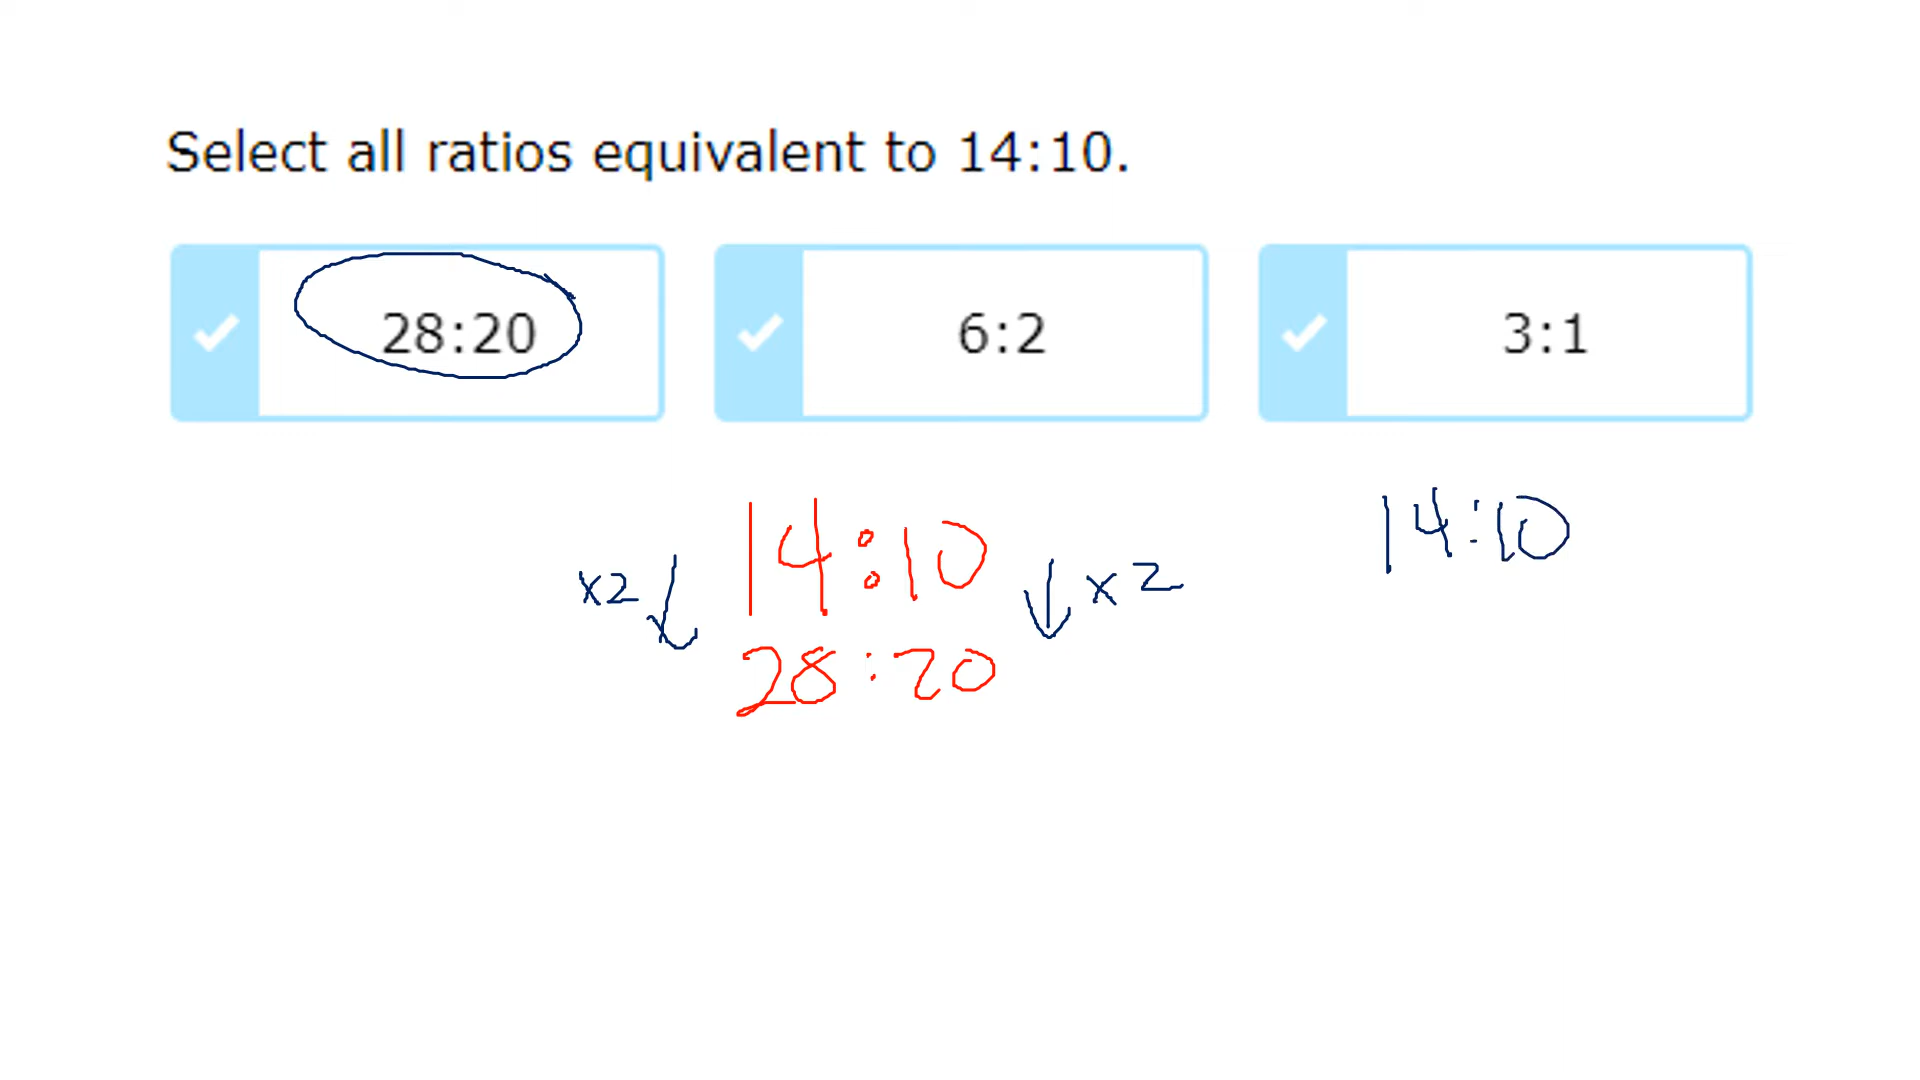 Select all ratios equivalent to 14:10.
28:20
6:2
3:1
14:10
14:10
x2
x2
28:20